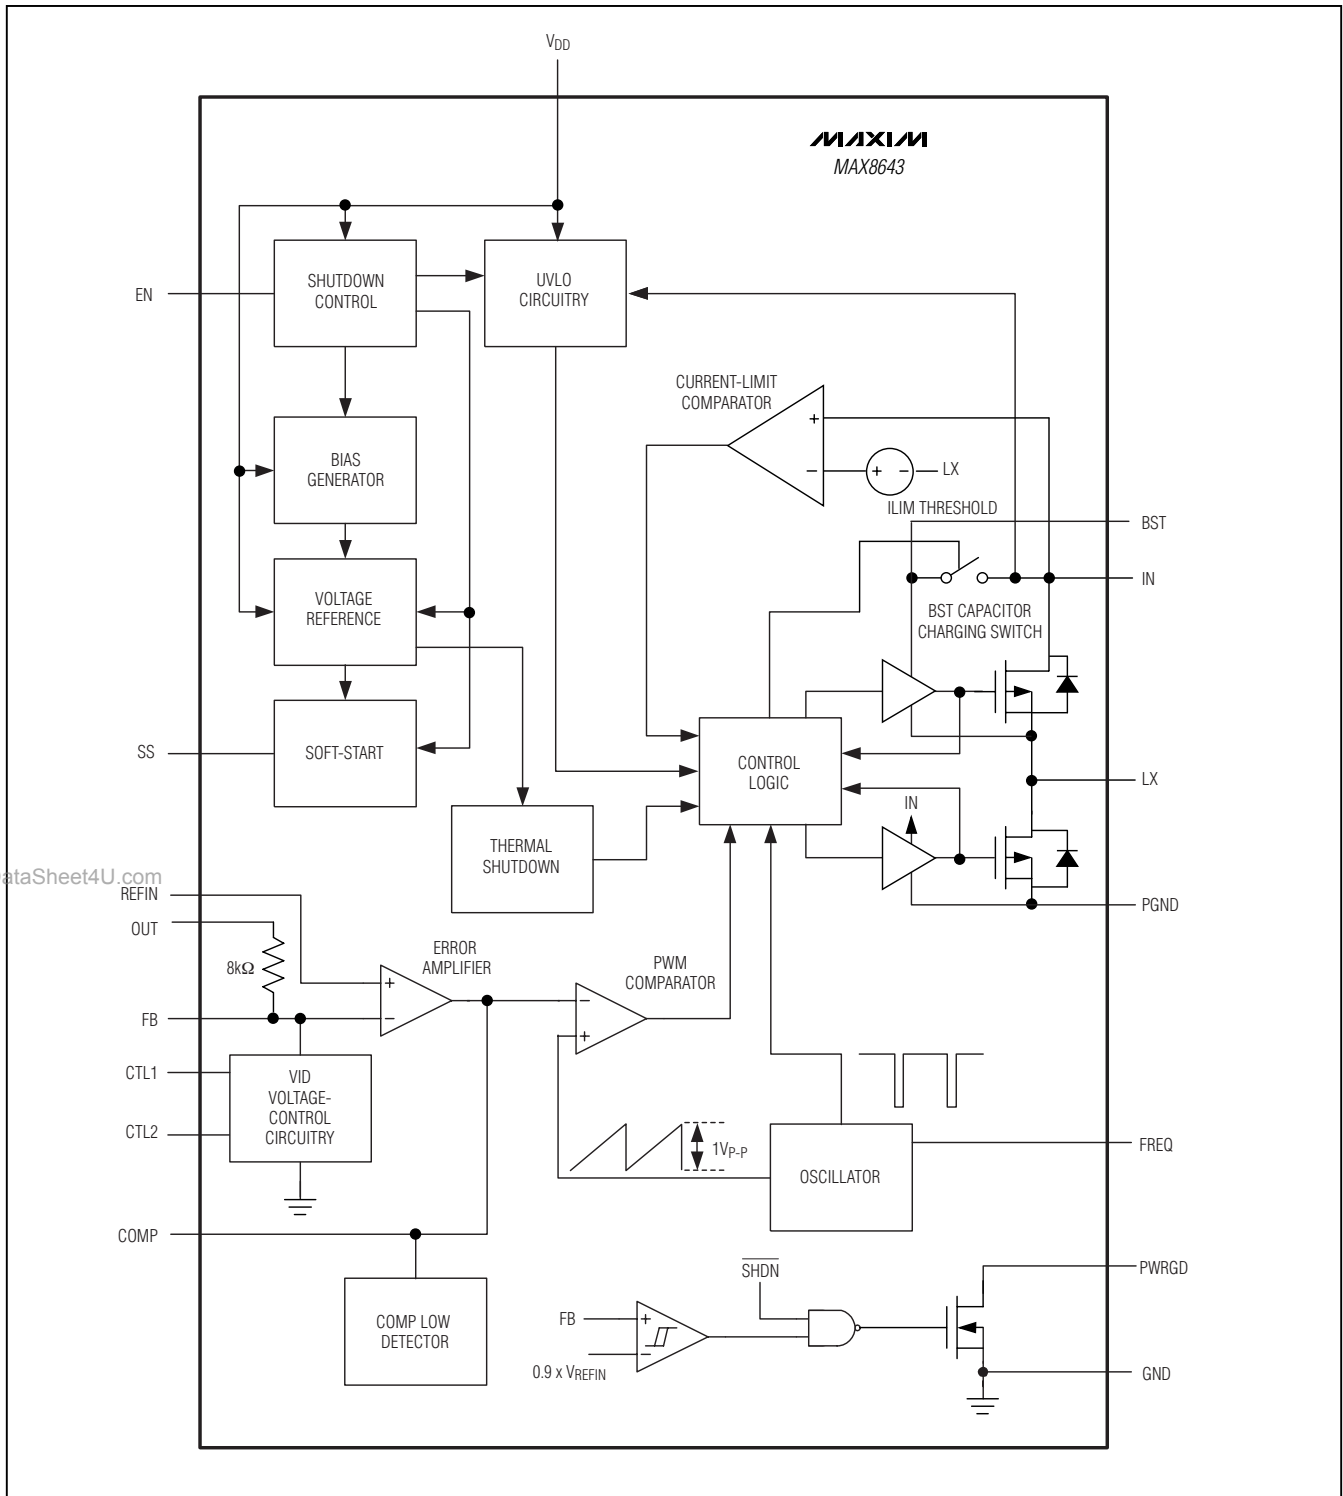 VDD
MAXIM
MAX8643
SHUTDOWN
CONTROL
UVLO
CIRCUITRY
EN
CURRENT-LIMIT
COMPARATOR
+
−
+ −
LX
ILIM THRESHOLD
BIAS
GENERATOR
BST
IN
VOLTAGE
REFERENCE
BST CAPACITOR
CHARGING SWITCH
SS
SOFT-START
CONTROL
LOGIC
LX
IN
THERMAL
SHUTDOWN
ataSheet4U.com
REFIN
PGND
OUT
8kΩ
ERROR
AMPLIFIER
+
−
PWM
COMPARATOR
−
+
FB
CTL1
CTL2
VID
VOLTAGE-
CONTROL
CIRCUITRY
1VP-P
OSCILLATOR
FREQ
COMP
COMP LOW
DETECTOR
SHDN
FB
+
−
0.9 x VREFIN
PWRGD
GND